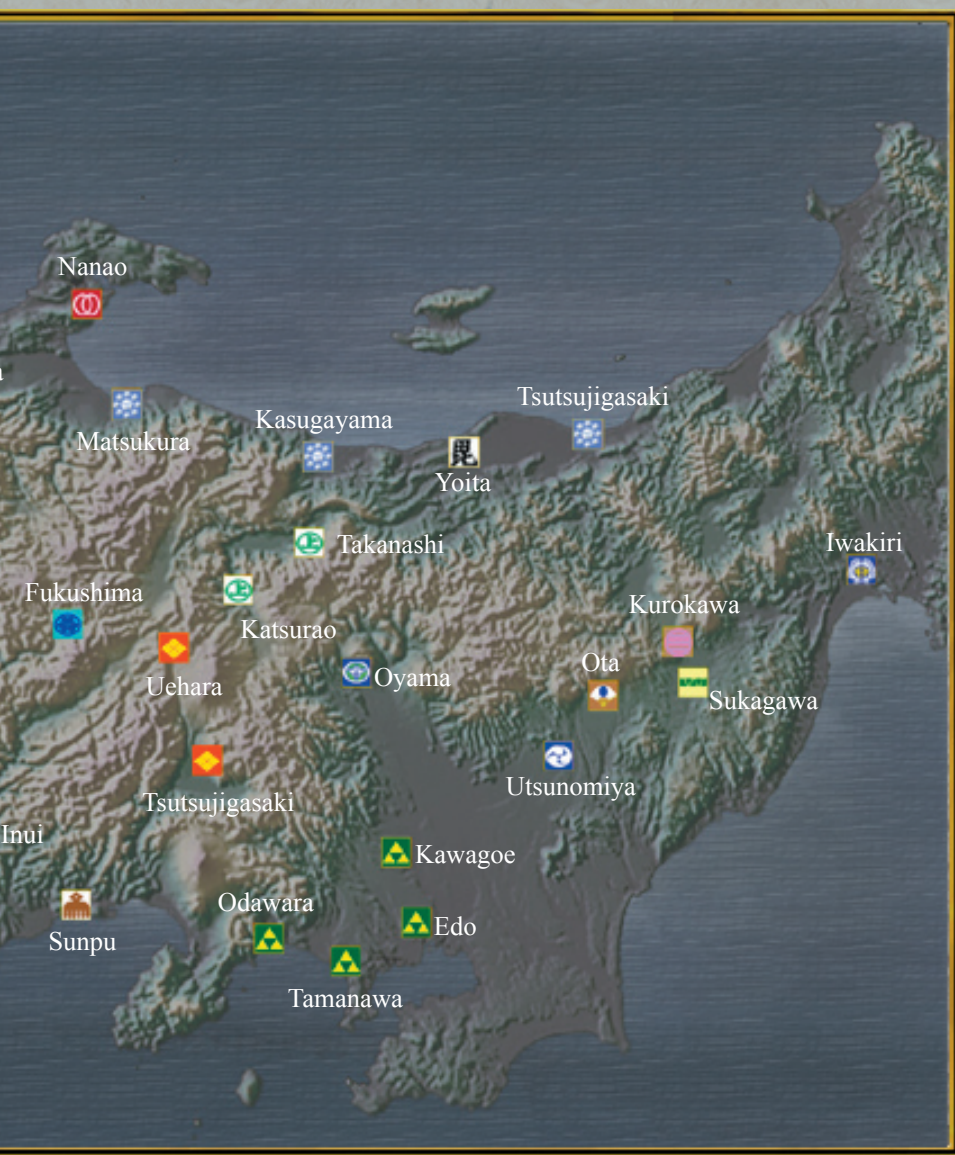 Nanao
a
Matsukura
Kasugayama
Tsutsujigasaki
Yoita
Takanashi
Iwakiri
Fukushima
Katsurao
Kurokawa
Uehara
Oyama
Ota
Sukagawa
Tsutsujigasaki
Utsunomiya
Inui
Kawagoe
Odawara
Edo
Sunpu
Tamanawa
毘